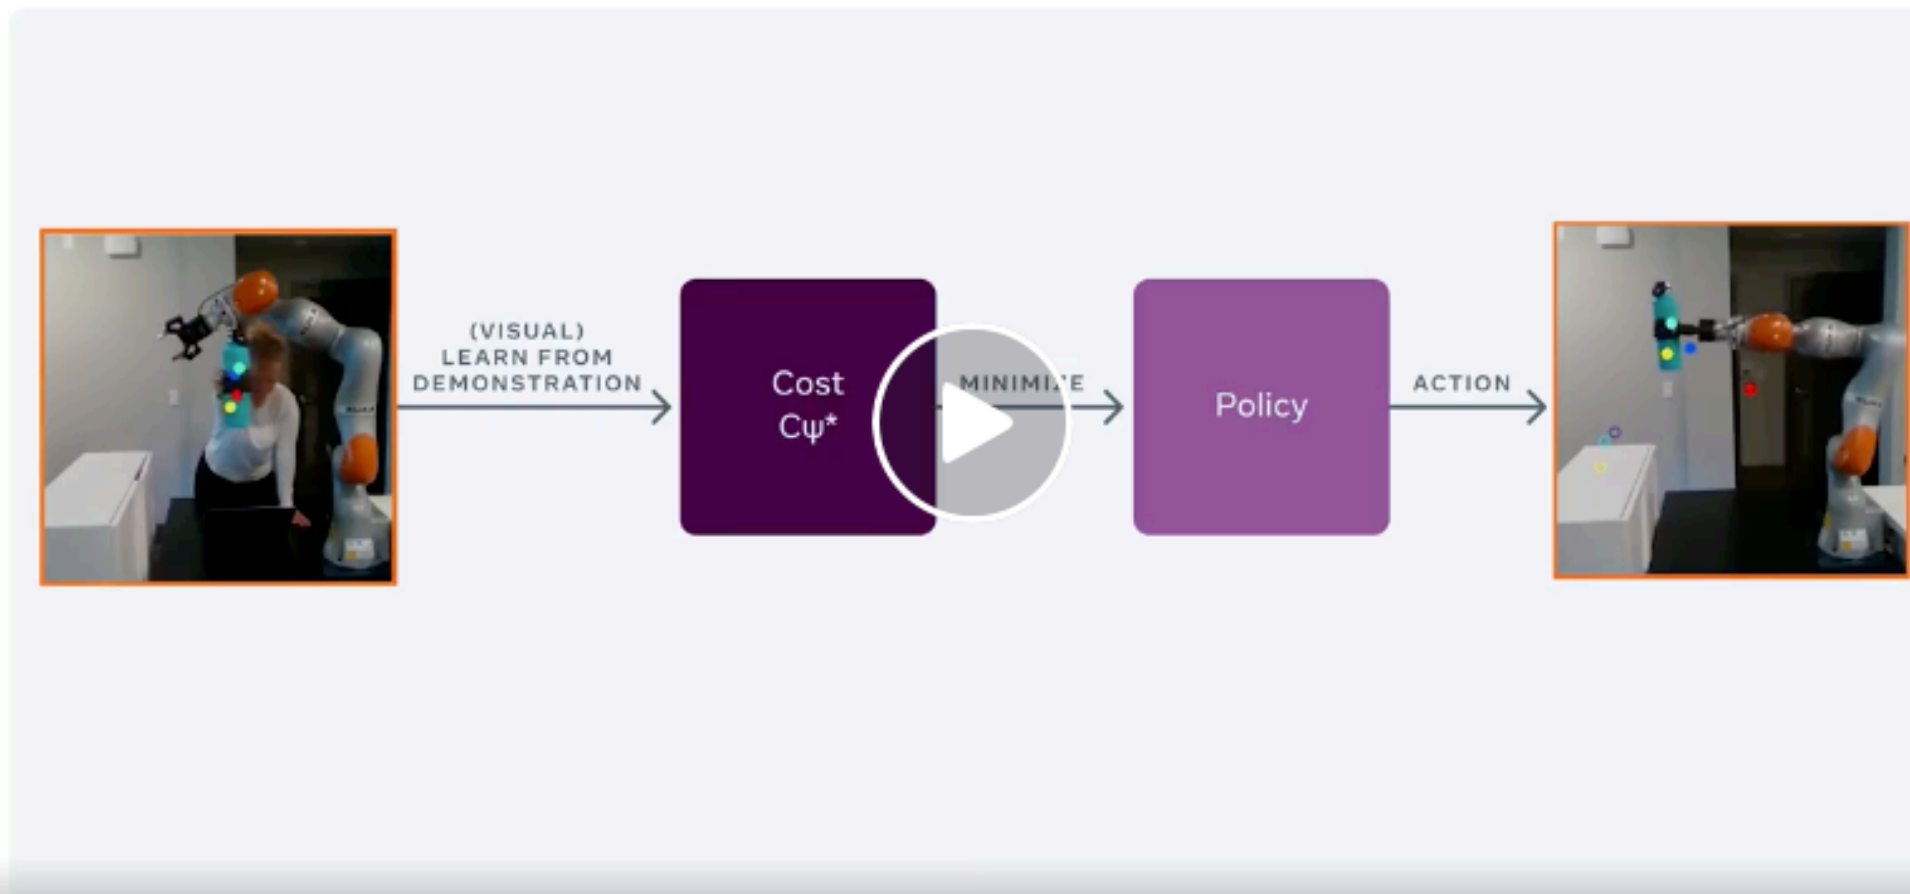 (VISUAL)
LEARN FROM
DEMONSTRATION
Cost
Cψ*
MINIMIZE
Policy
ACTION